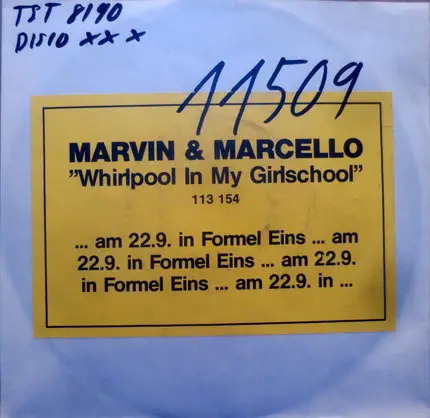 TST 8190
DISIO XX X
11509
MARVIN & MARCELLO
"Whirlpool In My Girlschool"
113 154
... am 22.9. in Formel Eins ... am
22.9. in Formel Eins ... am 22.9.
in Formel Eins ... am 22.9. in ...